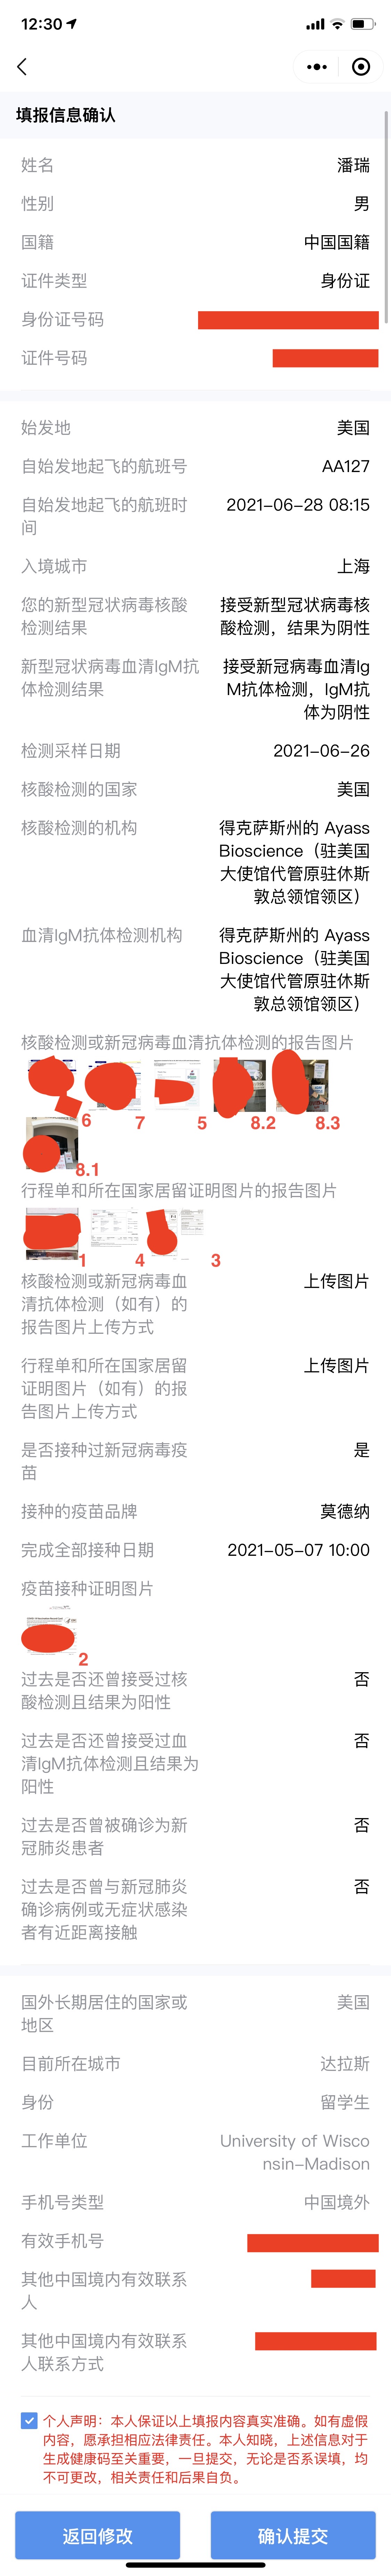 12:30
填报信息确认
姓名 潘瑞
性别 男
国籍 中国国籍
证件类型 身份证
身份证号码
证件号码
始发地 美国
自始发地起飞的航班号 AA127
自始发地起飞的航班时 2021-06-28 08:15
间
入境城市 上海
您的新型冠状病毒核酸 接受新型冠状病毒核
检测结果 酸检测，结果为阴性
新型冠状病毒血清IgM抗 接受新冠病毒血清Ig
体检测结果 M抗体检测，IgM抗
体为阴性
检测采样日期 2021-06-26
核酸检测的国家 美国
核酸检测的机构 得克萨斯州的 Ayass
Bioscience（驻美国
大使馆代管原驻休斯
敦总领馆领区）
血清IgM抗体检测机构 得克萨斯州的 Ayass
Bioscience（驻美国
大使馆代管原驻休斯
敦总领馆领区）
核酸检测或新冠病毒血清抗体检测的报告图片
6 7 5 8.2 8.3
8.1
行程单和所在国家居留证明图片的报告图片
1 4 3
核酸检测或新冠病毒血 上传图片
清抗体检测（如有）的
报告图片上传方式
行程单和所在国家居留 上传图片
证明图片（如有）的报
告图片上传方式
是否接种过新冠病毒疫 是
苗
接种的疫苗品牌 莫德纳
完成全部接种日期 2021-05-07 10:00
疫苗接种证明图片
2
过去是否还曾接受过核 否
酸检测且结果为阳性
过去是否还曾接受过血 否
清IgM抗体检测且结果为
阳性
过去是否曾被确诊为新 否
冠肺炎患者
过去是否曾与新冠肺炎 否
确诊病例或无症状感染
者有近距离接触
国外长期居住的国家或 美国
地区
目前所在城市 达拉斯
身份 留学生
工作单位 University of Wisco
nsin-Madison
手机号类型 中国境外
有效手机号
其他中国境内有效联系
人
其他中国境内有效联系
人联系方式
个人声明：本人保证以上填报内容真实准确。如有虚假
内容，愿承担相应法律责任。本人知晓，上述信息对于
生成健康码至关重要，一旦提交，无论是否系误填，均
不可更改，相关责任和后果自负。
返回修改 确认提交